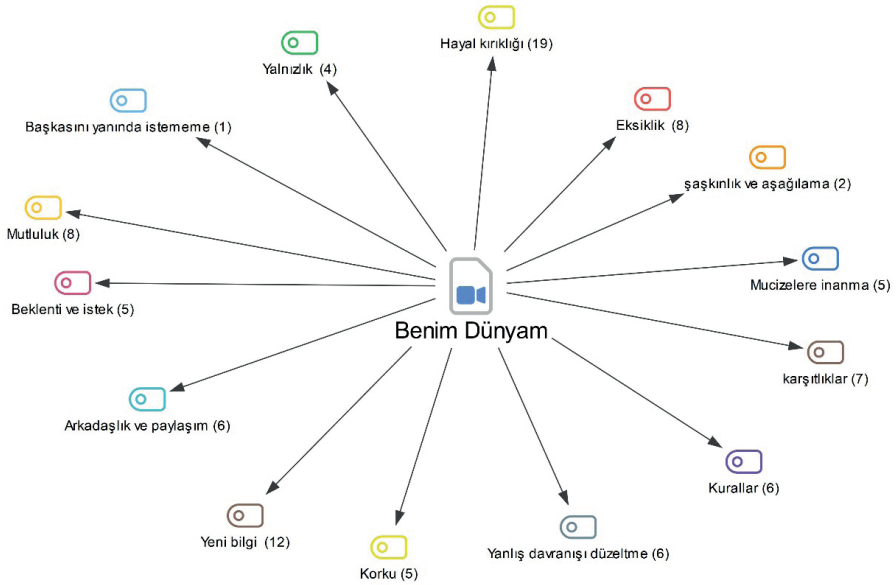 Hayal kırıklığı (19)
Yalnızlık (4)
Eksiklik (8)
Başkasını yanında istememe (1)
şaşkınlık ve aşağılama (2)
Mutluluk (8)
Mucizelere inanma (5)
Beklenti ve istek (5)
Benim Dünyam
karşıtlıklar (7)
Arkadaşlık ve paylaşım (6)
Kurallar (6)
Yeni bilgi (12)
Yanlış davranışı düzeltme (6)
Korku (5)